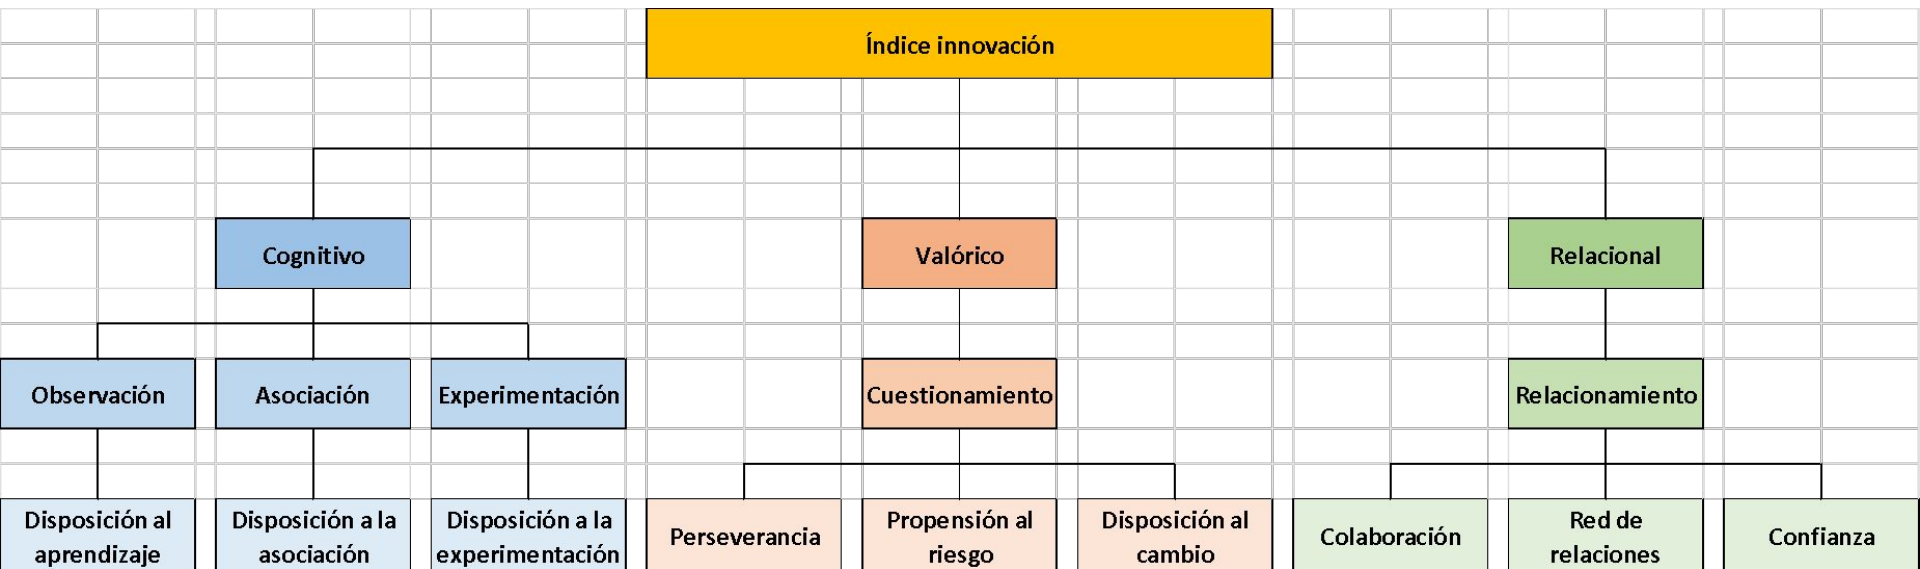 Índice innovación
Cognitivo
Valórico
Relacional
Observación
Asociación
Experimentación
Cuestionamiento
Relacionamiento
Disposición al
aprendizaje
Disposición a la
asociación
Disposición a la
experimentación
Perseverancia
Propensión al
riesgo
Disposición al
cambio
Colaboración
Red de
relaciones
Confianza